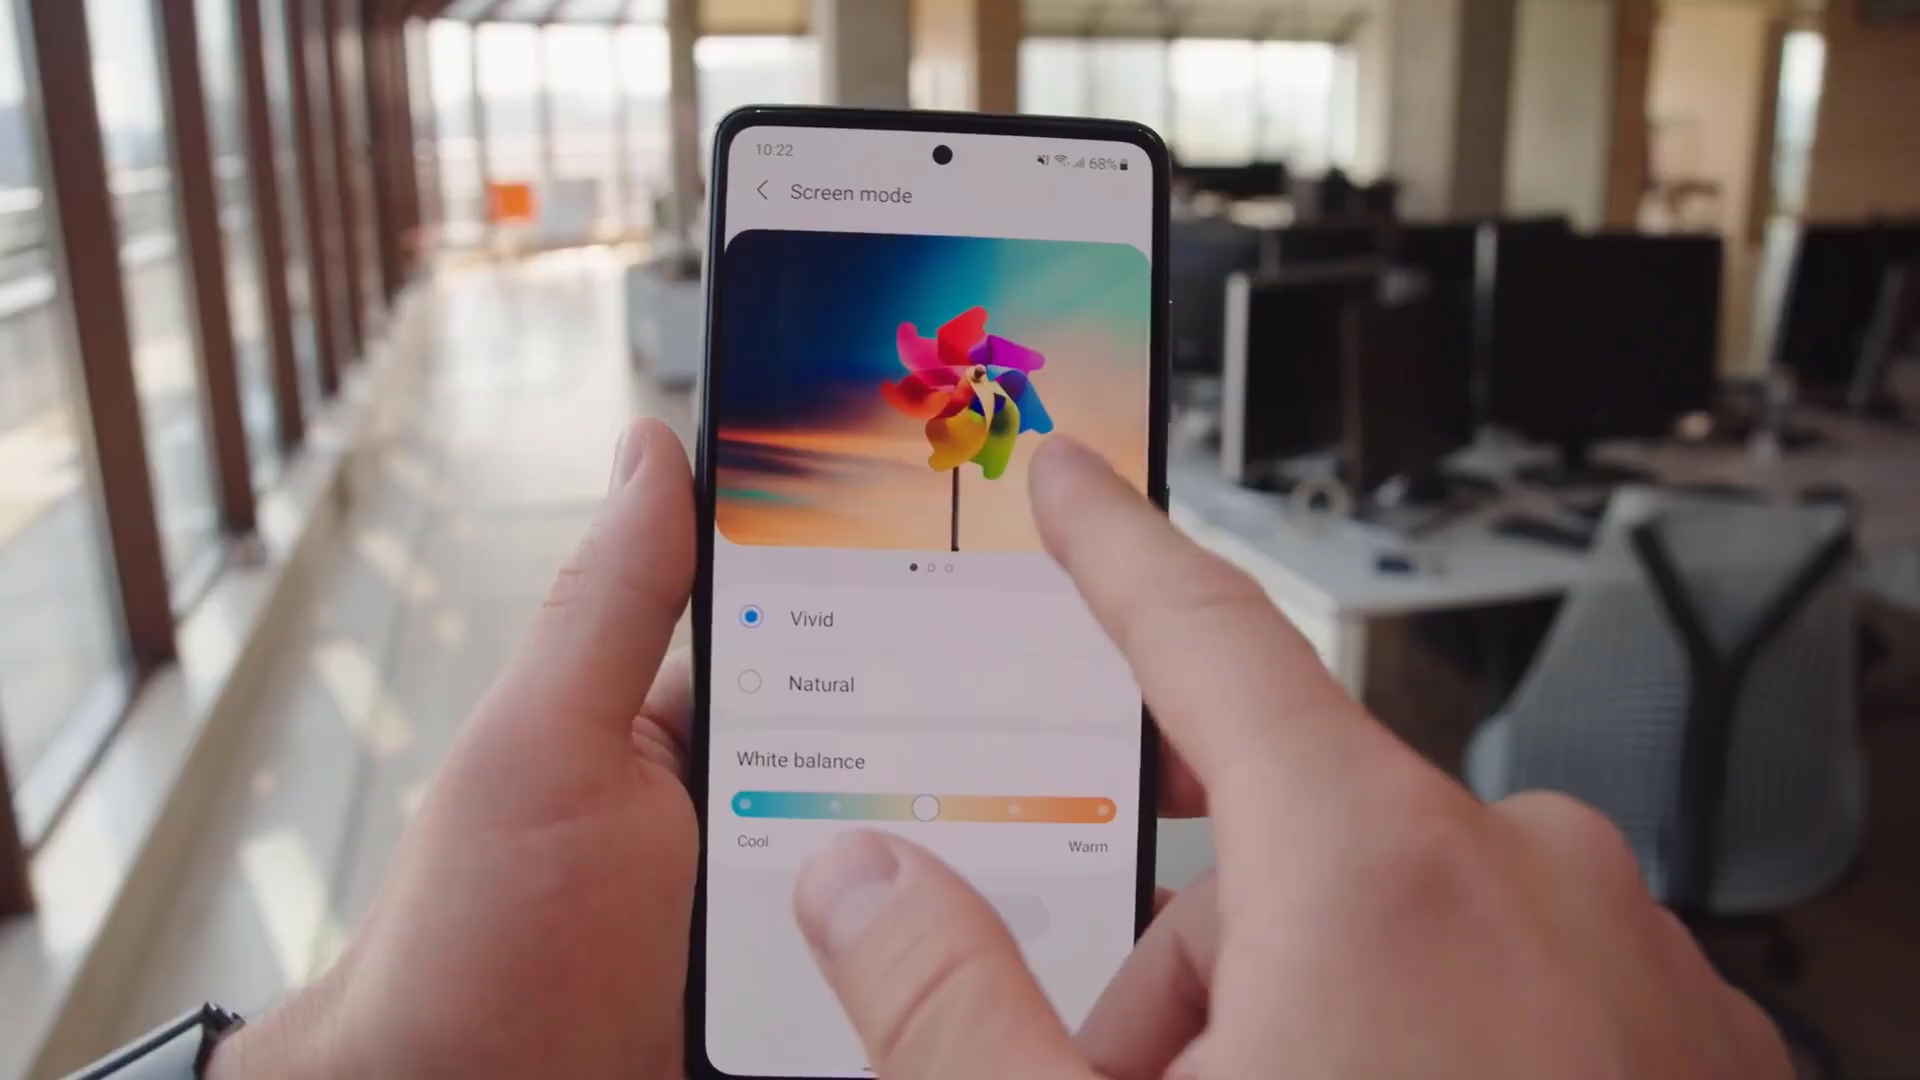 10:22 68%
Screen mode
Vivid
Natural
White balance
Cool Warm